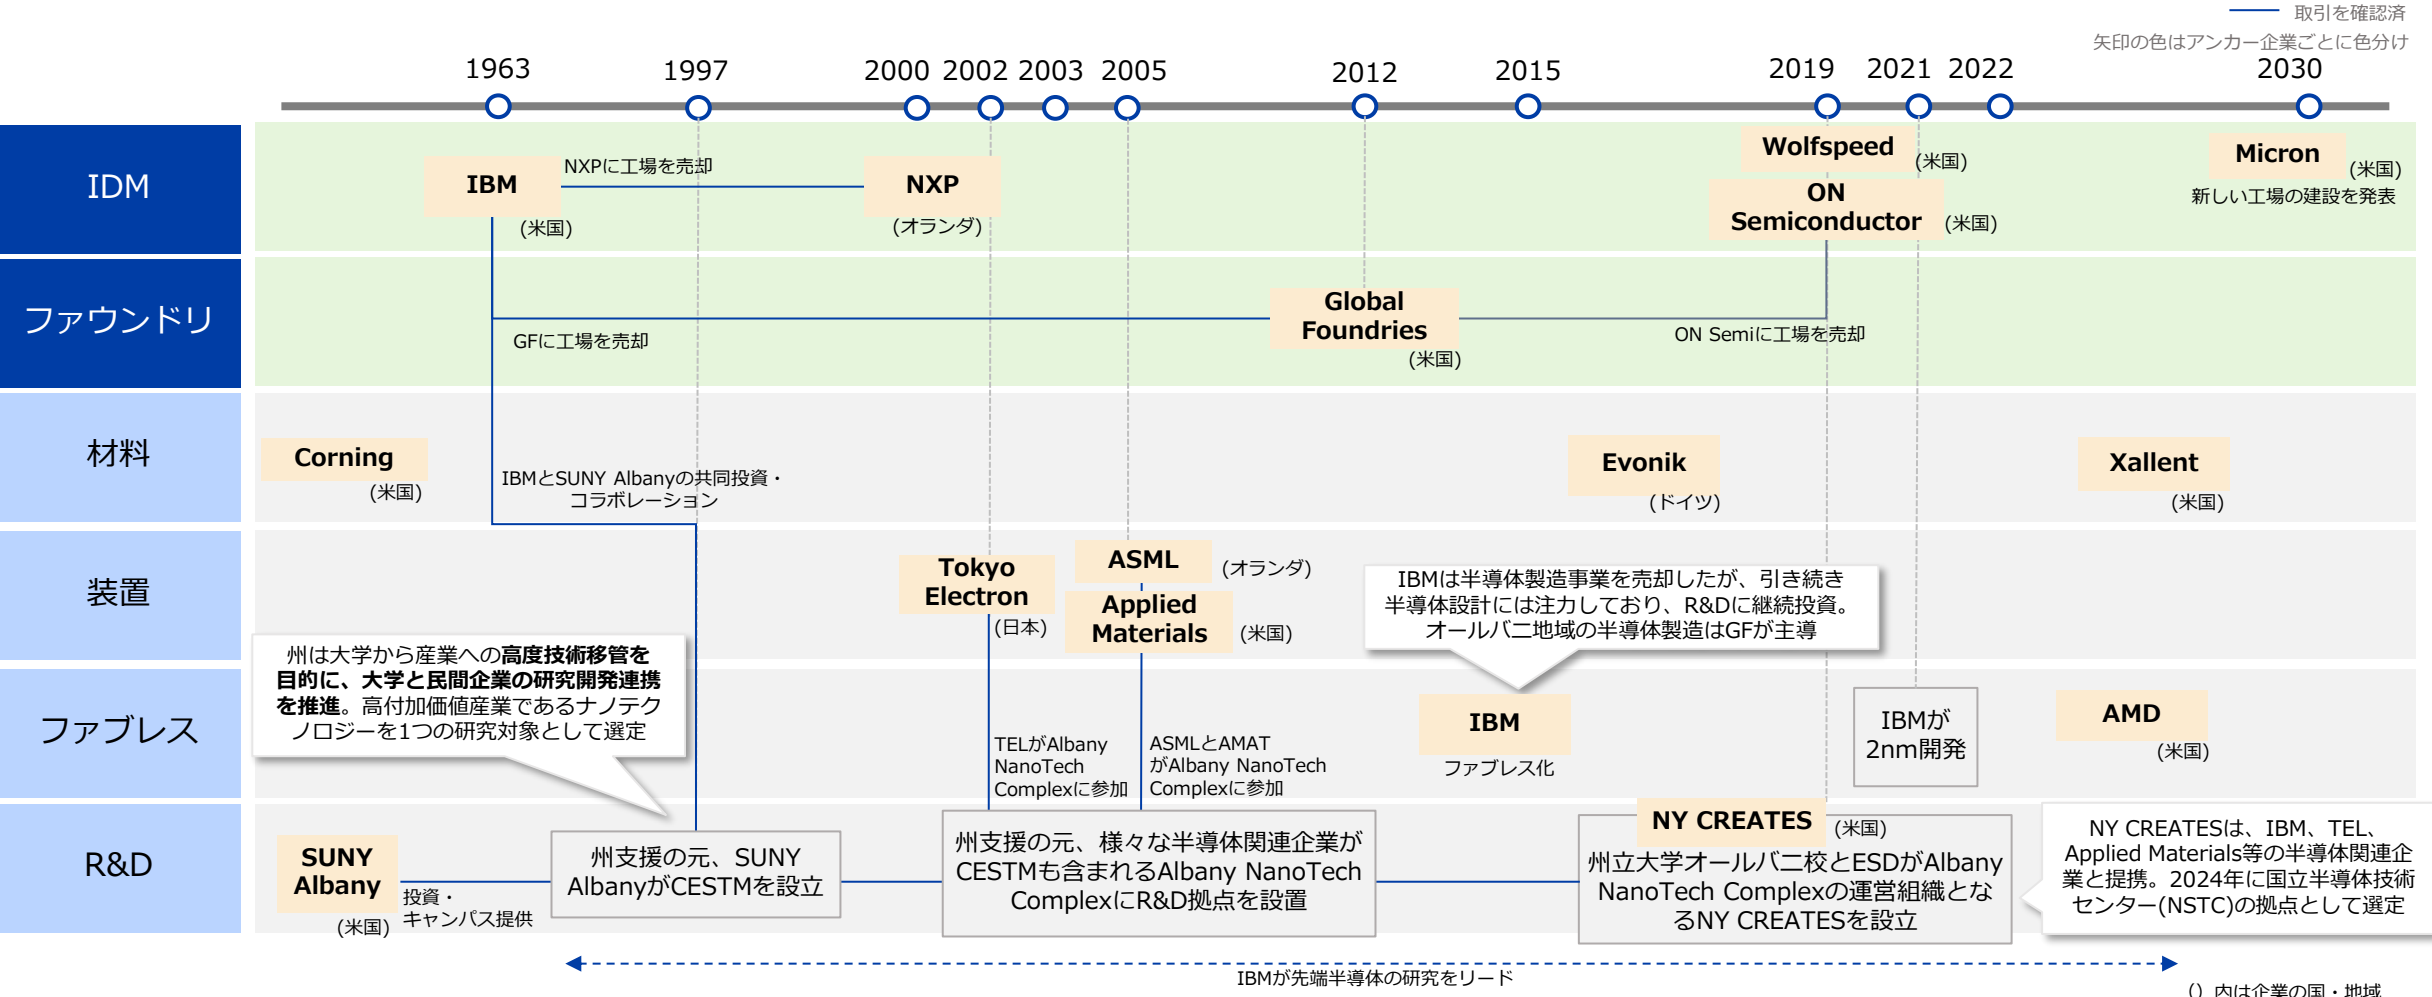 取引を確認済
矢印の色はアンカー企業ごとに色分け
1963
1997
2000
2002
2003
2005
2012
2015
2019
2021
2022
2030
IDM
IBM
(米国)
NXPに工場を売却
NXP
(オランダ)
Wolfspeed
(米国)
ON
Semiconductor
(米国)
Micron
(米国)
新しい工場の建設を発表
ファウンドリ
GFに工場を売却
Global
Foundries
(米国)
ON Semiに工場を売却
材料
Corning
(米国)
IBMとSUNY Albanyの共同投資・
コラボレーション
Evonik
(ドイツ)
Xallent
(米国)
装置
Tokyo
Electron
(日本)
ASML
(オランダ)
Applied
Materials
(米国)
IBMは半導体製造事業を売却したが、引き続き
半導体設計には注力しており、R&Dに継続投資。
オールバニ地域の半導体製造はGFが主導
州は大学から産業への高度技術移管を
目的に、大学と民間企業の研究開発連携
を推進。高付加価値産業であるナノテク
ノロジーを1つの研究対象として選定
ファブレス
TELがAlbany
NanoTech
Complexに参加
ASMLとAMAT
がAlbany NanoTech
Complexに参加
IBM
ファブレス化
IBMが
2nm開発
AMD
(米国)
R&D
SUNY
Albany
(米国)
投資・
キャンパス提供
州支援の元、SUNY
AlbanyがCESTMを設立
州支援の元、様々な半導体関連企業が
CESTMも含まれるAlbany NanoTech
ComplexにR&D拠点を設置
NY CREATES
(米国)
州立大学オールバニ校とESDがAlbany
NanoTech Complexの運営組織とな
るNY CREATESを設立
NY CREATESは、IBM、TEL、
Applied Materials等の半導体関連企
業と提携。2024年に国立半導体技術
センター(NSTC)の拠点として選定
IBMが先端半導体の研究をリード
() 内は企業の国・地域